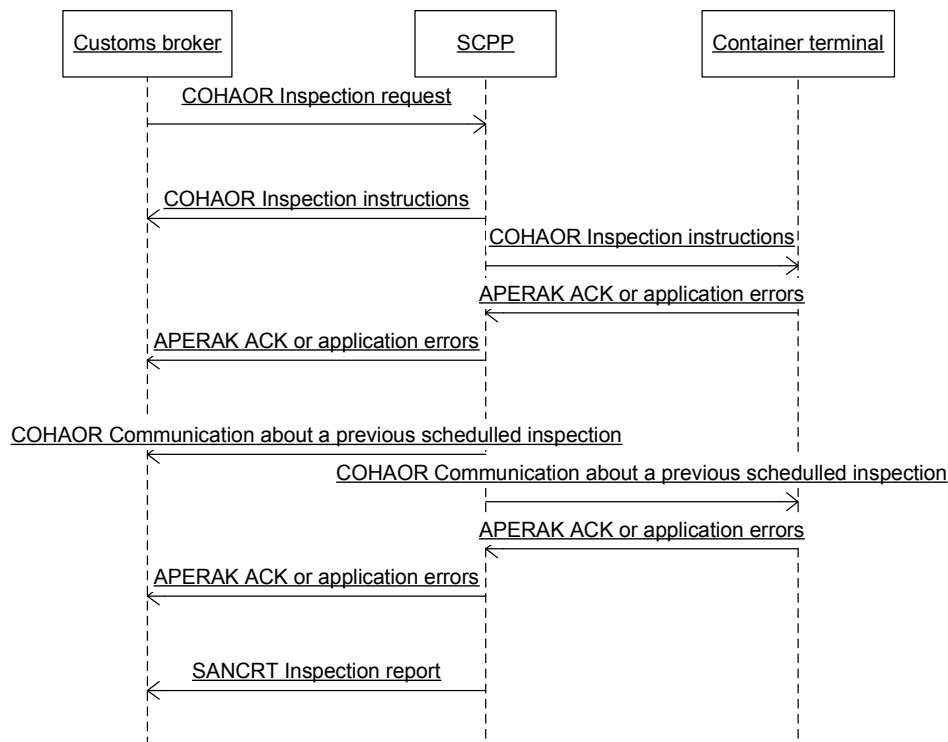 Customs broker
SCPP
Container terminal
COHAOR Inspection request
COHAOR Inspection instructions
COHAOR Inspection instructions
APERAK ACK or application errors
APERAK ACK or application errors
COHAOR Communication about a previous schedulled inspection
COHAOR Communication about a previous schedulled inspection
APERAK ACK or application errors
APERAK ACK or application errors
SANCRT Inspection report